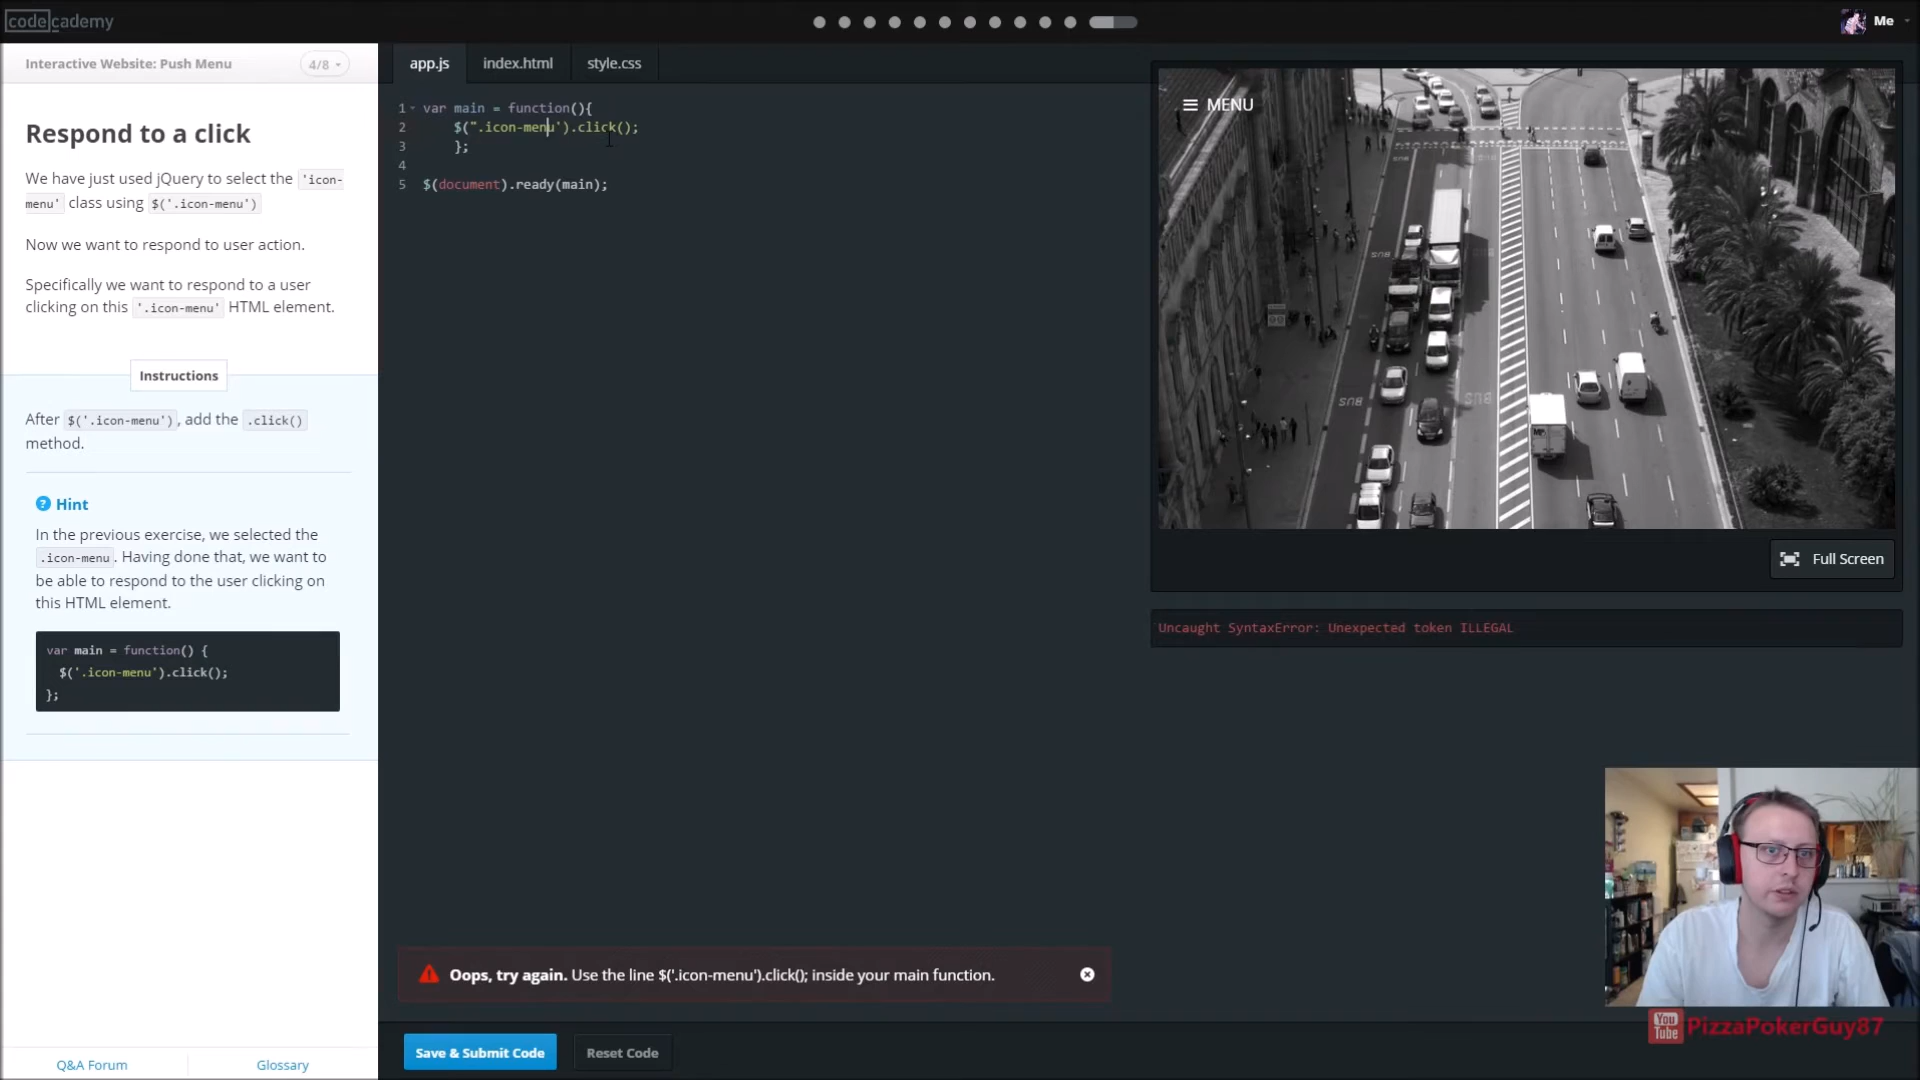 codecademy
Me
Interactive Website: Push Menu
4/8
Respond to a click
We have just used jQuery to select the 'icon-
menu' class using $('.icon-menu')
Now we want to respond to user action.
Specifically we want to respond to a user
clicking on this '.icon-menu' HTML element.
Instructions
After $('.icon-menu'), add the .click()
method.
? Hint
In the previous exercise, we selected the
.icon-menu. Having done that, we want to
be able to respond to the user clicking on
this HTML element.
var main = function() {
$('.icon-menu').click();
};
Q&A Forum
Glossary
app.js
index.html
style.css
1 var main = function(){
2 $(".icon-menu').click();
3 };
4
5 $(document).ready(main);
Oops, try again. Use the line $('.icon-menu').click(); inside your main function.
Save & Submit Code
Reset Code
MENU
BUS
BUS
BUS
BUS
BUS
BUS
Full Screen
Uncaught SyntaxError: Unexpected token ILLEGAL
You
Tube
PizzaPokerGuy87